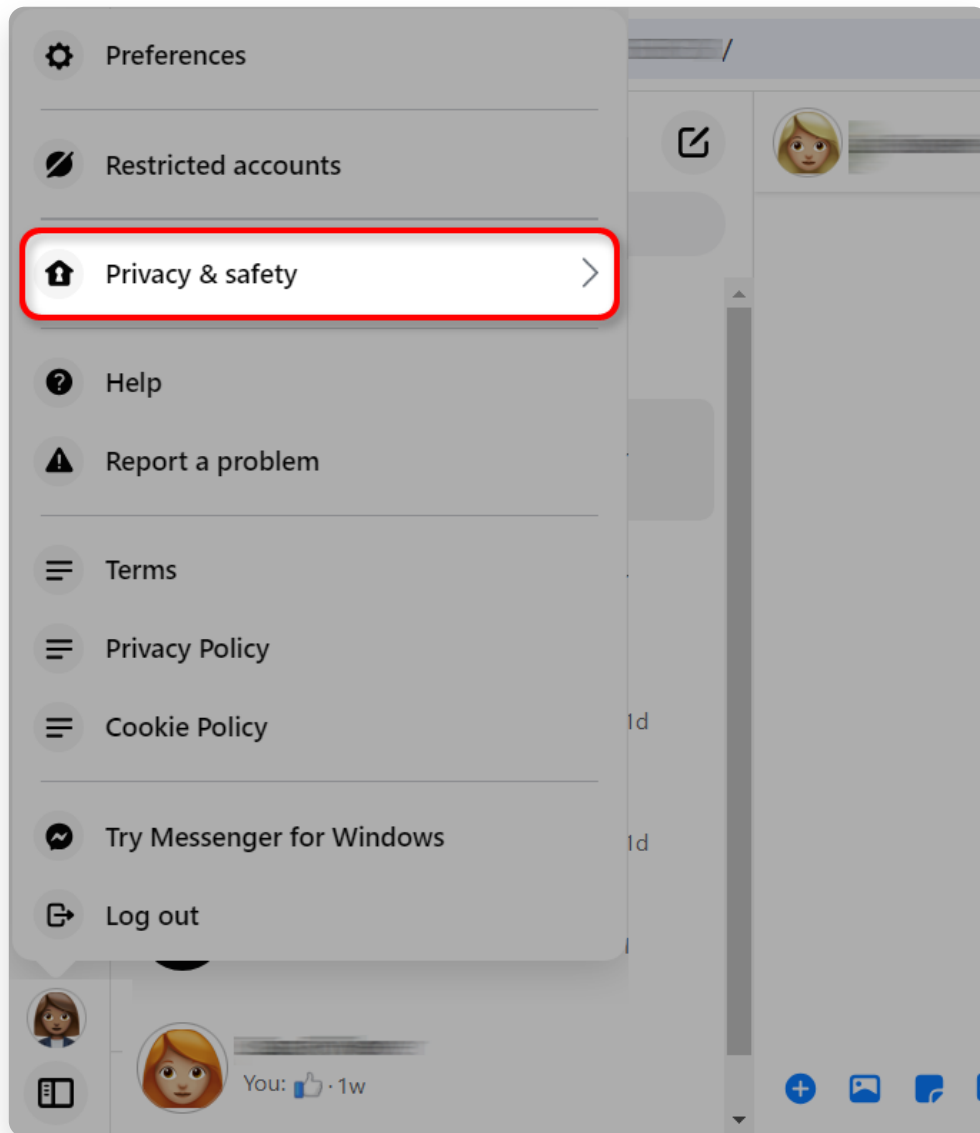 Preferences
/
Restricted accounts
Privacy & safety
Help
Report a problem
Terms
Privacy Policy
1d
Cookie Policy
Try Messenger for Windows
1d
Log out
You: 👍 · 1w